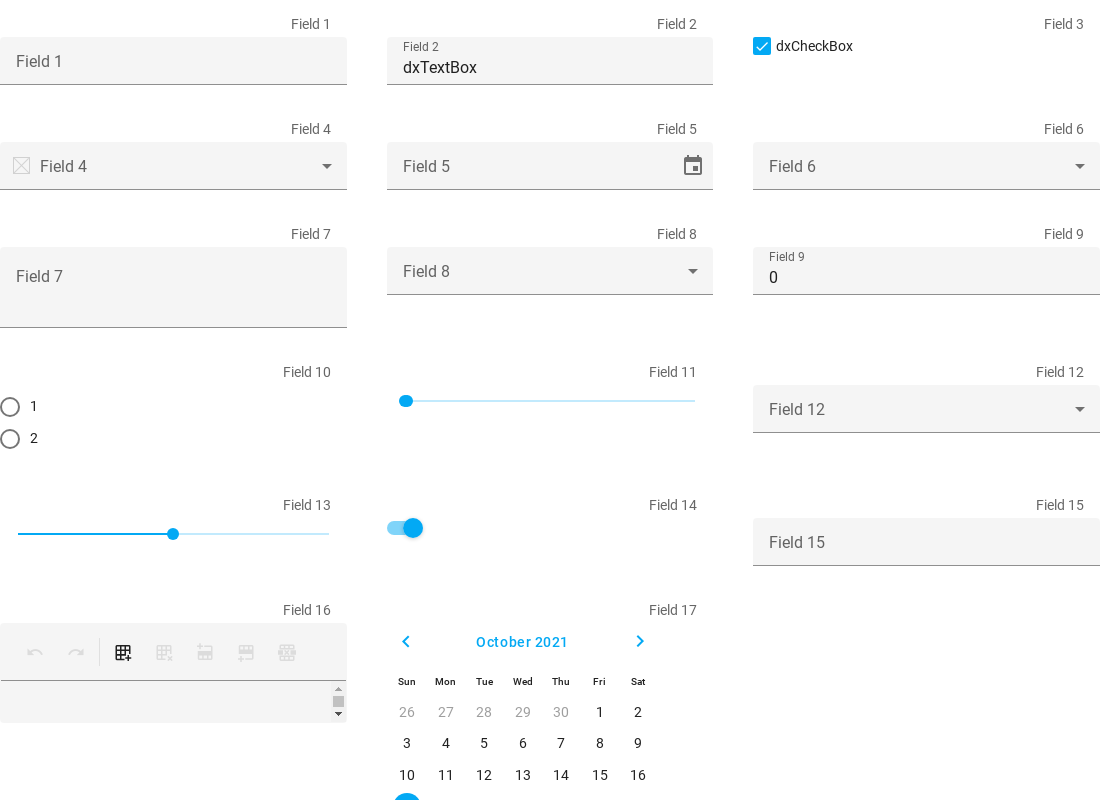 Field 1 Field 2 Field 3
Field 1
Field 2
dxTextBox
dxCheckBox
Field 4 Field 5 Field 6
Field 4 Field 5 Field 6
Field 7 Field 8 Field 9
Field 7
Field 8
Field 9
0
Field 10 Field 11 Field 12
1
2
Field 12
Field 13 Field 14 Field 15
Field 15
Field 16 Field 17
October 2021
Sun Mon Tue Wed Thu Fri Sat
26 27 28 29 30 1 2
3 4 5 6 7 8 9
10 11 12 13 14 15 16